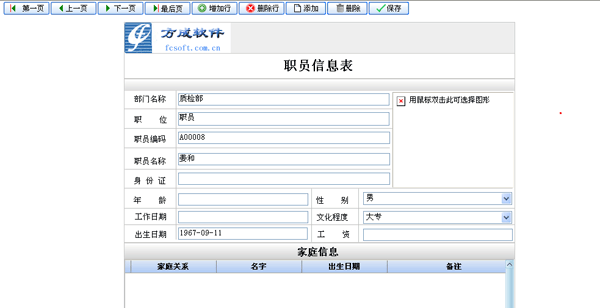 第一页 上一页 下一页 最后页 增加行 删除行 添加 删除 保存
方成软件
fcsoft.com.cn
职员信息表
部门名称 质检部
用鼠标双击此可选择图形
职 位 职员
职员编码 A00008
职员名称 姜和
身 份 证
年 龄 性 别 男
工作日期 文化程度 大专
出生日期 1967-09-11 工 资
家庭信息
家庭关系 名字 出生日期 备注